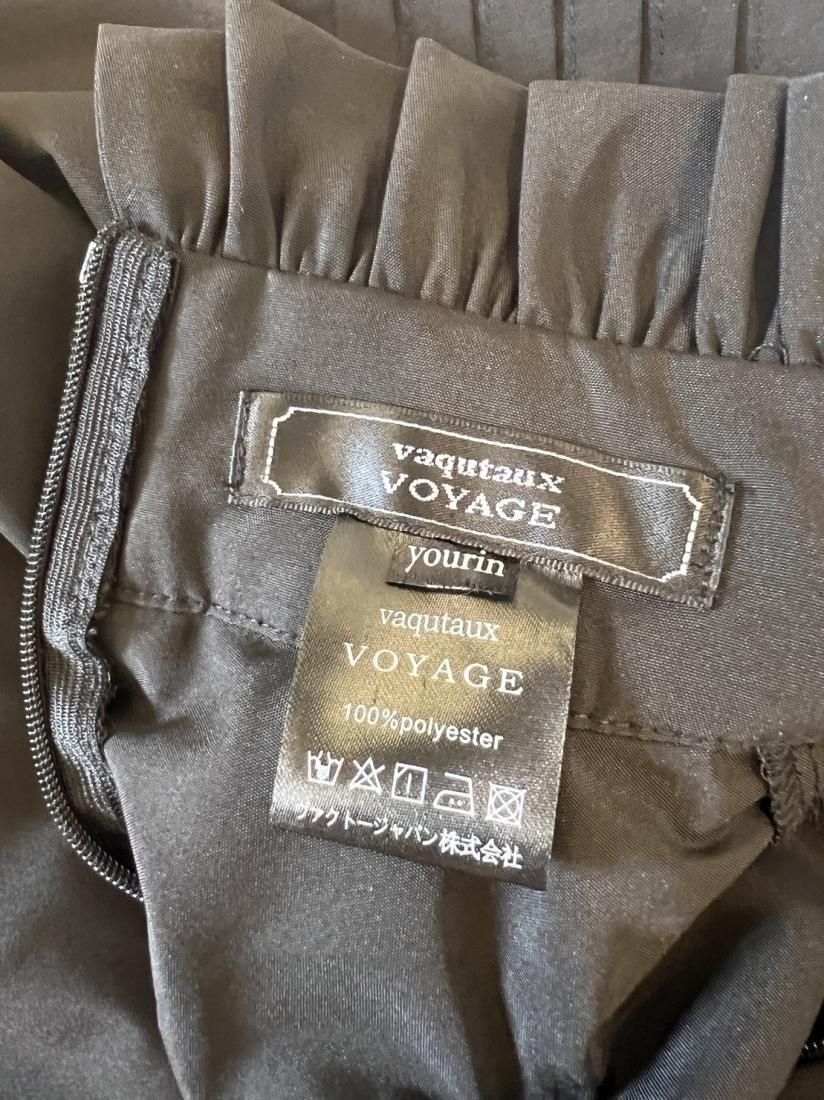 vaqutaux
VOYAGE
yourin
vaqutaux
VOYAGE
100%polyester
ヴァクトージャパン株式会社